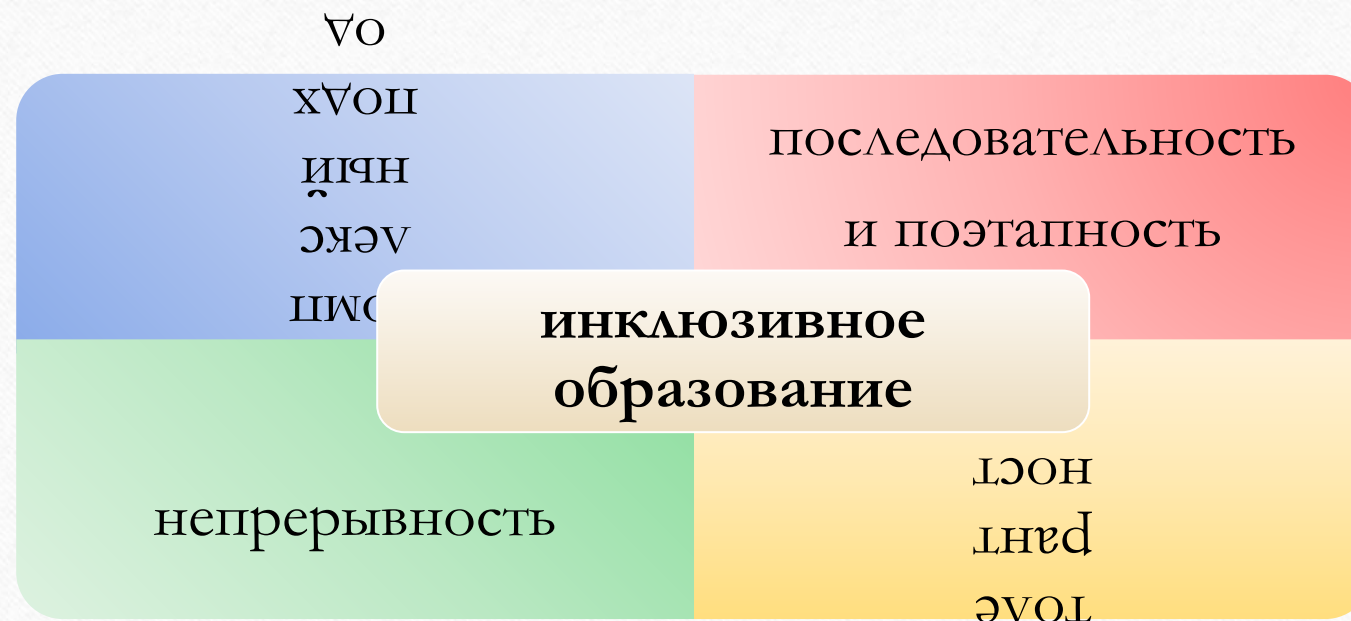 омп
лекс
ный
подх
од
последовательность
и поэтапность
инклюзивное
образование
непрерывность
толе
рант
ност